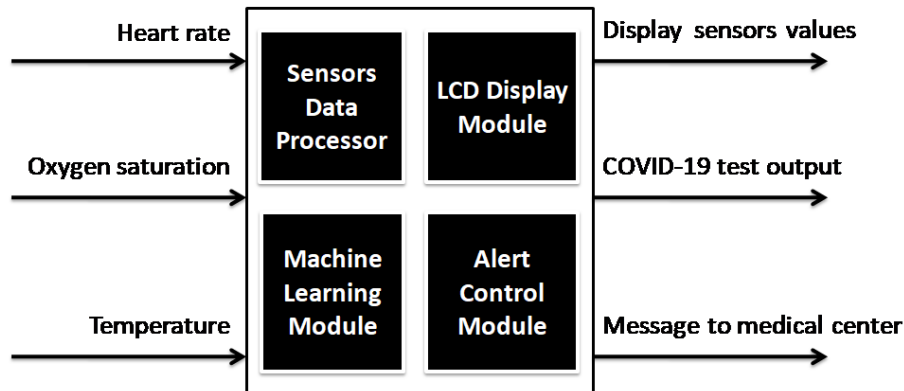 Heart rate
Oxygen saturation
Temperature
Sensors
Data
Processor
LCD Display
Module
Machine
Learning
Module
Alert
Control
Module
Display sensors values
COVID-19 test output
Message to medical center